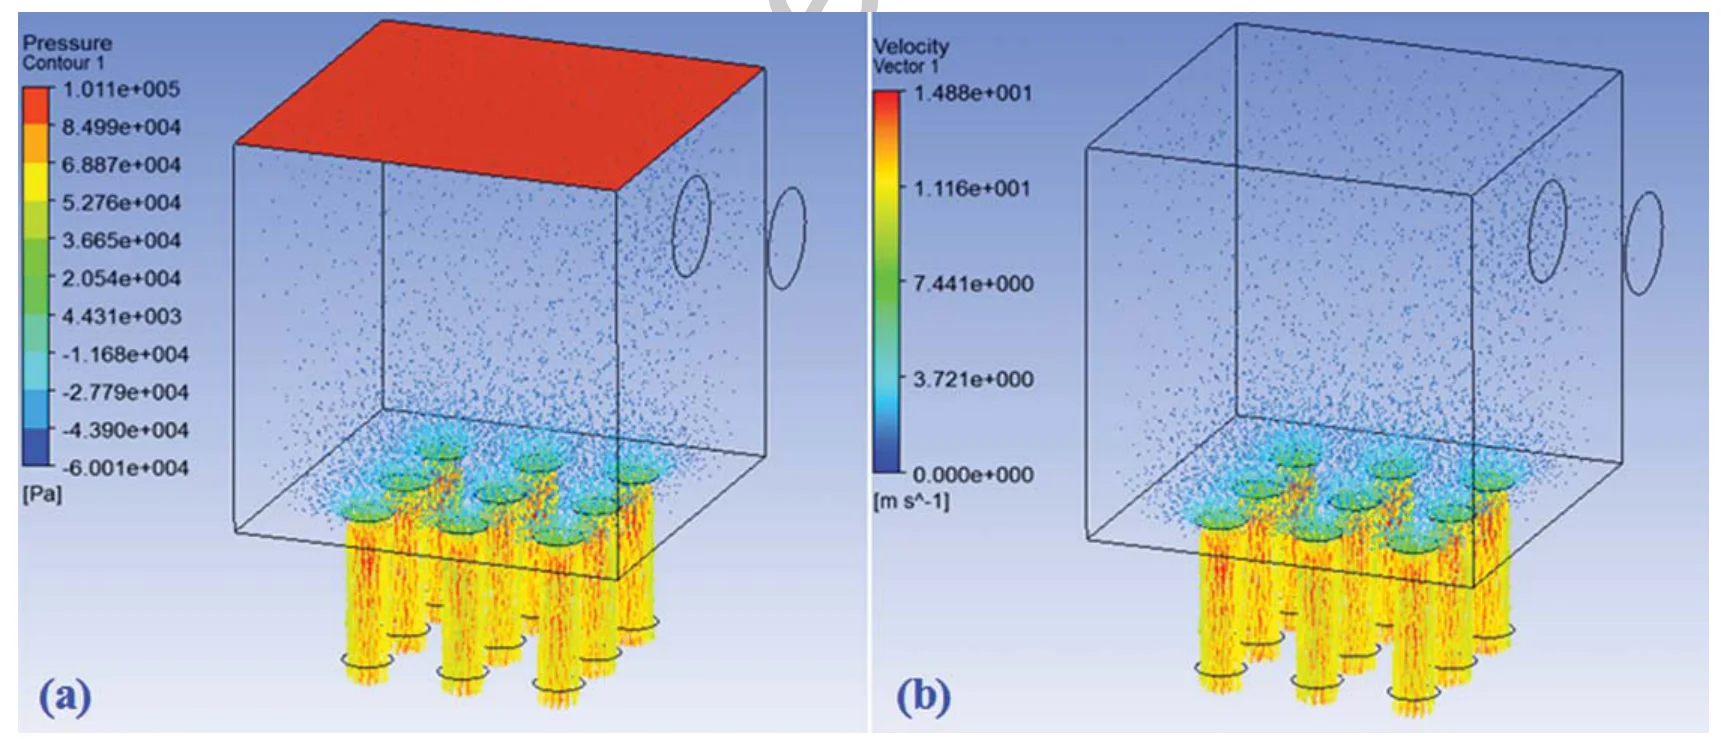 Pressure
Contour 1
1.011e+005
8.499e+004
6.887e+004
5.276e+004
3.665e+004
2.054e+004
4.431e+003
-1.168e+004
-2.779e+004
-4.390e+004
-6.001e+004
[Pa]
(a)
Velocity
Vector 1
1.488e+001
1.116e+001
7.441e+000
3.721e+000
0.000e+000
[m s^-1]
(b)